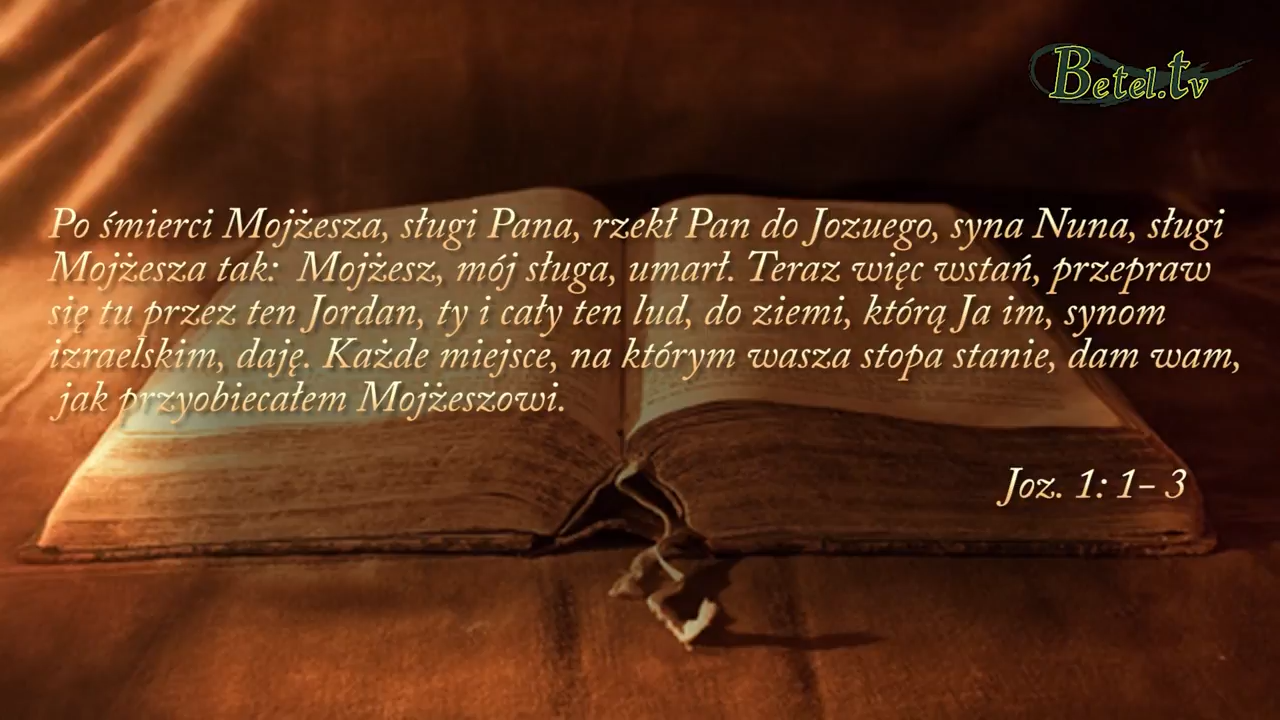 Betel.tv
Po śmierci Mojżesza, sługi Pana, rzekł Pan do Jozuego, syna Nuna, sługi
Mojżesza tak: Mojżesz, mój sługa, umarł. Teraz więc wstań, przepraw
się tu przez ten Jordan, ty i cały ten lud, do ziemi, którą Ja im, synom
izraelskim, daję. Każde miejsce, na którym wasza stopa stanie, dam wam,
jak przyobiecałem Mojżeszowi.
Joz. 1: 1- 3